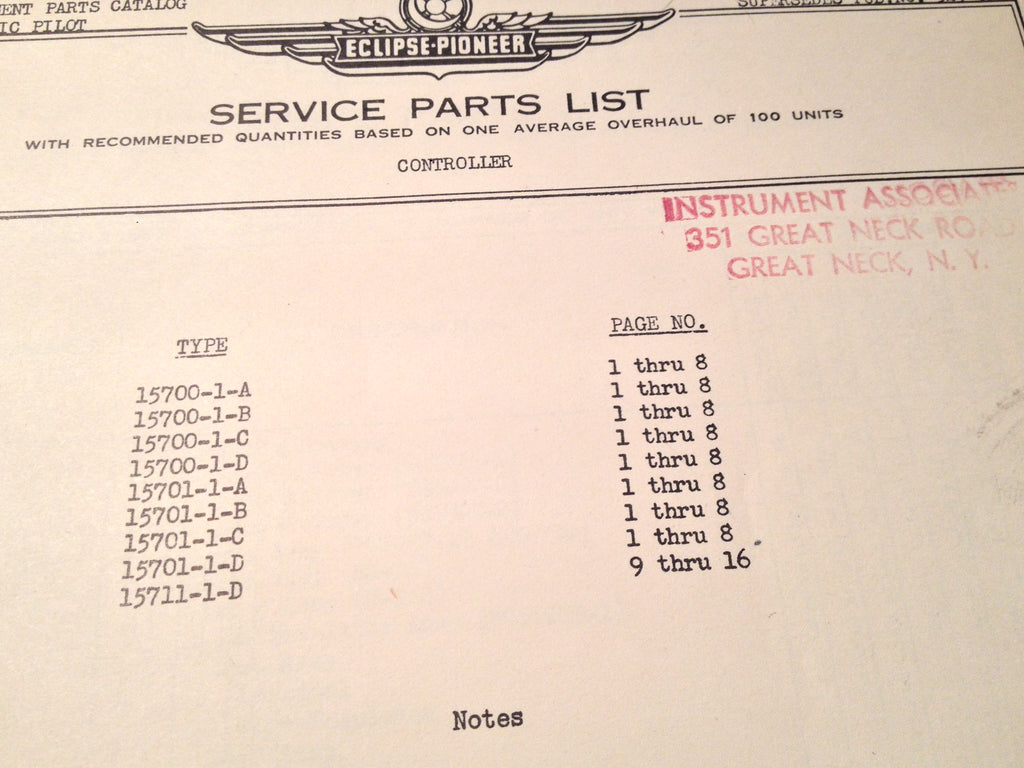 PARTS CATALOG
IC PILOT
ECLIPSE-PIONEER
SERVICE PARTS LIST
WITH RECOMMENDED QUANTITIES BASED ON ONE AVERAGE OVERHAUL OF 100 UNITS
CONTROLLER
INSTRUMENT ASSOCIATES
351 GREAT NECK ROAD
GREAT NECK, N. Y.
TYPE PAGE NO.
15700-1-A 1 thru 8
15700-1-B 1 thru 8
15700-1-C 1 thru 8
15700-1-D 1 thru 8
15701-1-A 1 thru 8
15701-1-B 1 thru 8
15701-1-C 1 thru 8
15701-1-D 1 thru 8
15711-1-D 9 thru 16
Notes